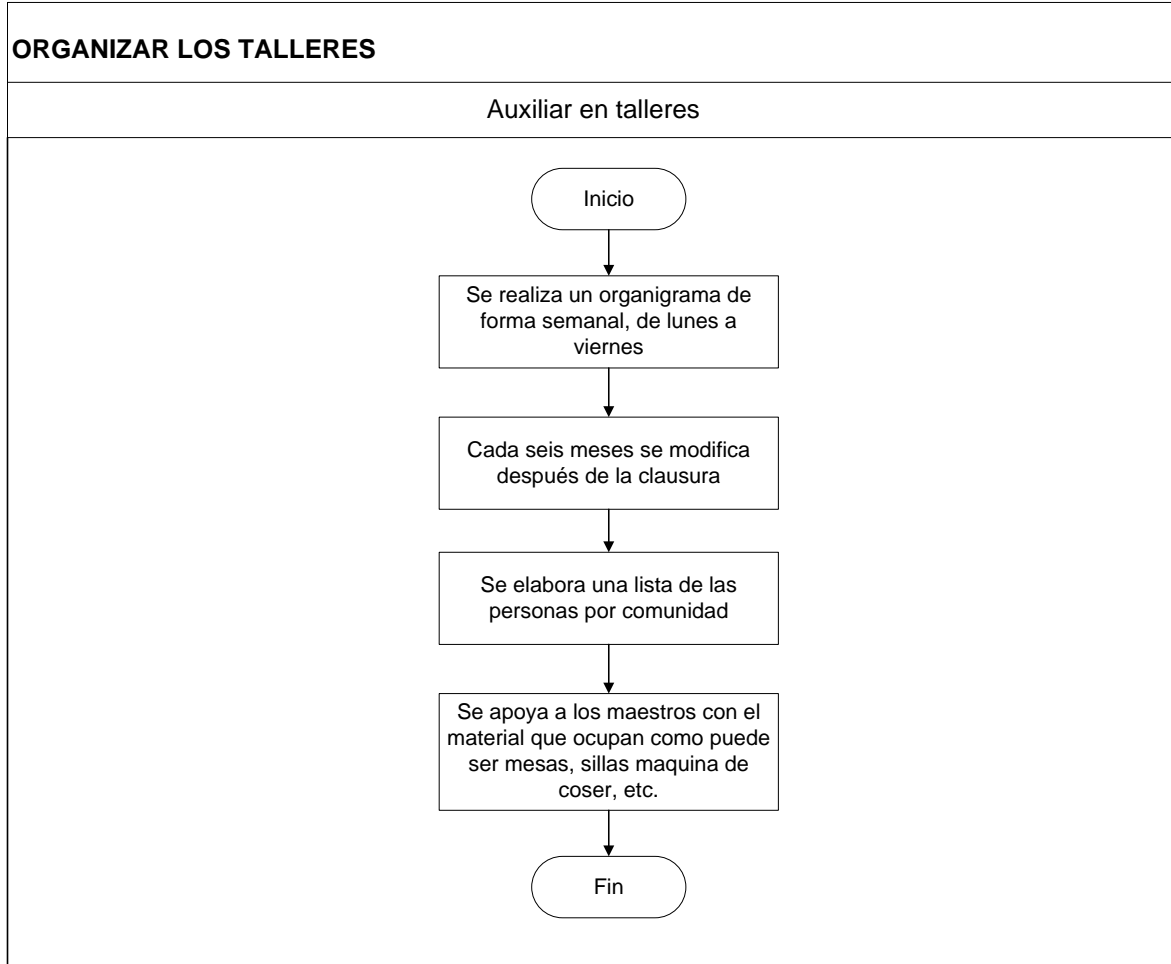 ORGANIZAR LOS TALLERES
Auxiliar en talleres
Inicio
Se realiza un organigrama de
forma semanal, de lunes a
viernes
Cada seis meses se modifica
después de la clausura
Se elabora una lista de las
personas por comunidad
Se apoya a los maestros con el
material que ocupan como puede
ser mesas, sillas maquina de
coser, etc.
Fin